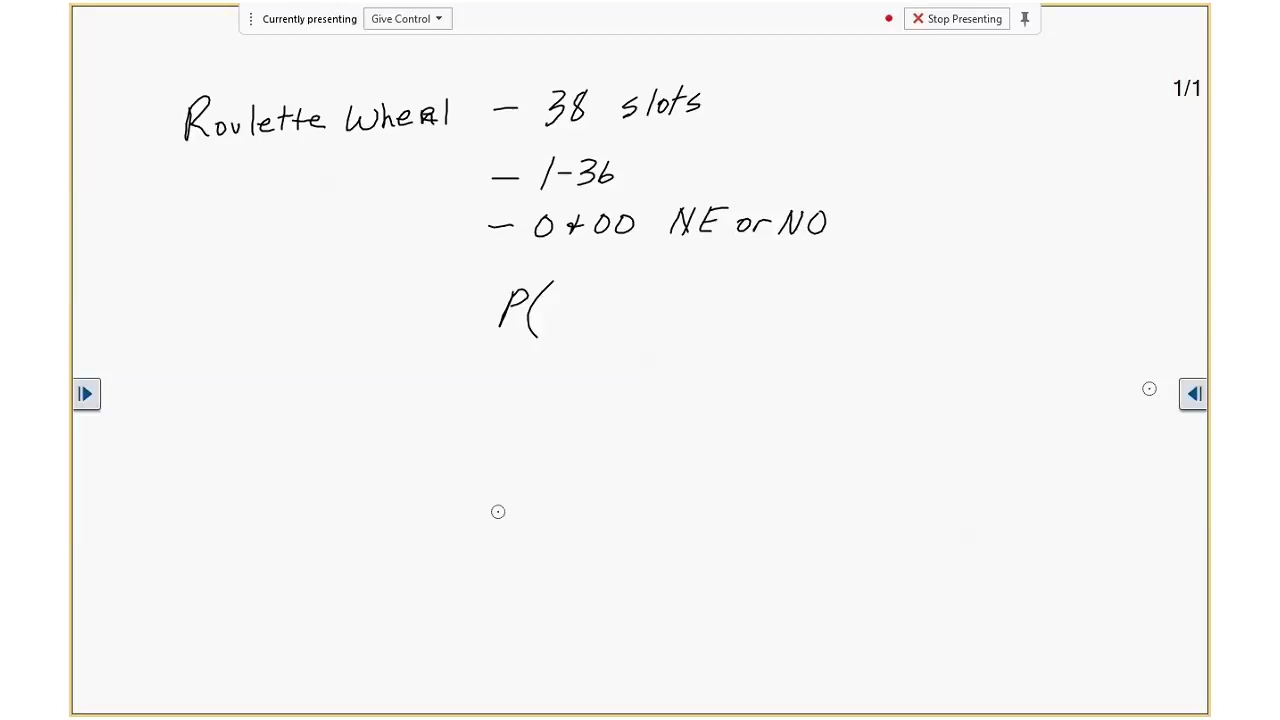 Currently presenting Give Control Stop Presenting
1/1
Roulette Wheel - 38 slots
- 1-36
- 0 + 00 NE or NO
P(